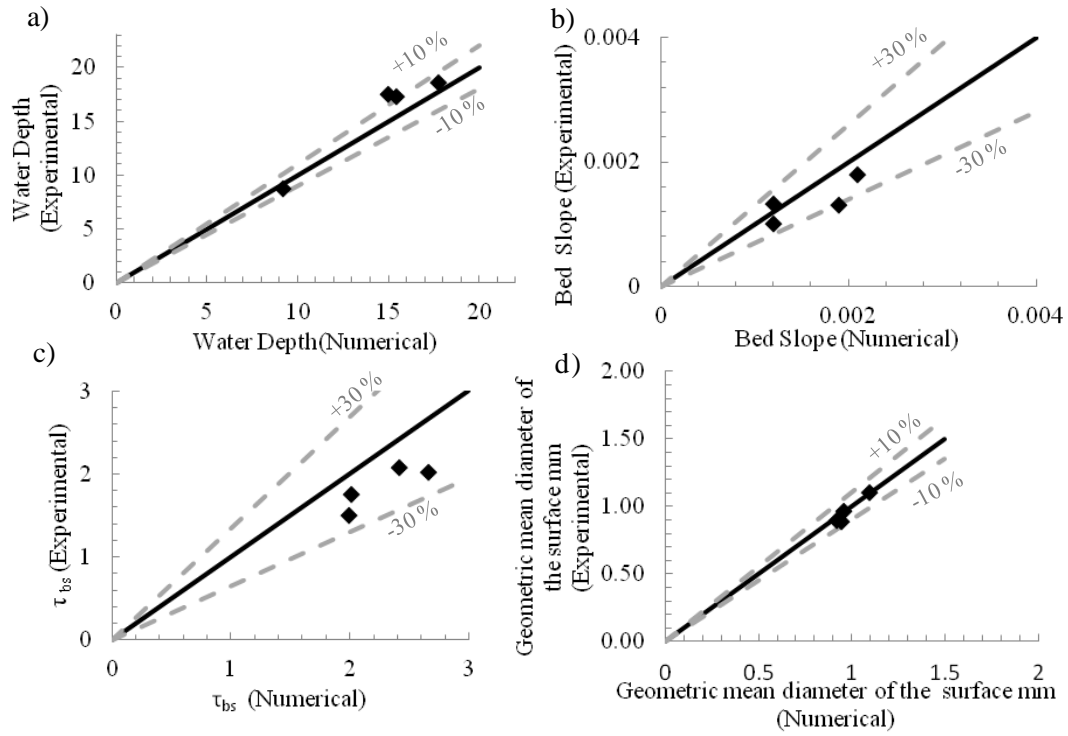 a)
20
10
0
0
5
10
15
20
+10 %
-10 %
Water Depth
(Experimental)
Water Depth (Numerical)
b)
0.004
0.002
0
0
0.002
0.004
+30 %
-30 %
Bed Slope (Experimental)
Bed Slope (Numerical)
c)
3
2
1
0
0
1
2
3
+30 %
-30 %
τbs (Experimental)
τbs (Numerical)
d)
2.00
1.50
1.00
0.50
0.00
0
0.5
1
1.5
2
+10 %
-10 %
Geometric mean diameter of
the surface mm
(Experimental)
Geometric mean diameter of the surface mm
(Numerical)